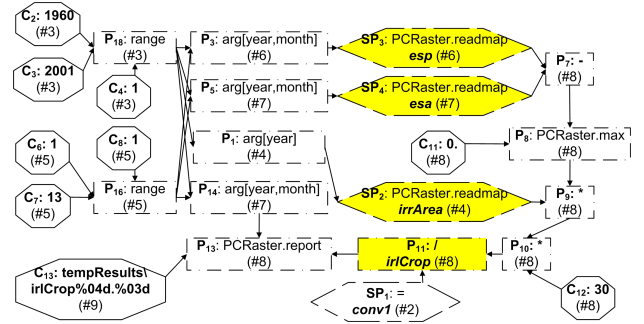 C2: 1960
(#3)
P18: range
(#3)
P3: arg[year,month]
(#6)
SP3: PCRaster.readmap
esp (#6)
P7: -
(#8)
C3: 2001
(#3)
C4: 1
(#3)
P5: arg[year,month]
(#7)
SP4: PCRaster.readmap
esa (#7)
C6: 1
(#5)
C8: 1
(#5)
P1: arg[year]
(#4)
C11: 0.
(#8)
P8: PCRaster.max
(#8)
C7: 13
(#5)
P16: range
(#5)
P14: arg[year,month]
(#7)
SP2: PCRaster.readmap
irrArea (#4)
P9: *
(#8)
P13: PCRaster.report
(#8)
P11: /
irlCrop (#8)
P10: *
(#8)
C13: tempResults\
irlCrop%04d.%03d
(#9)
SP1: =
conv1 (#2)
C12: 30
(#8)